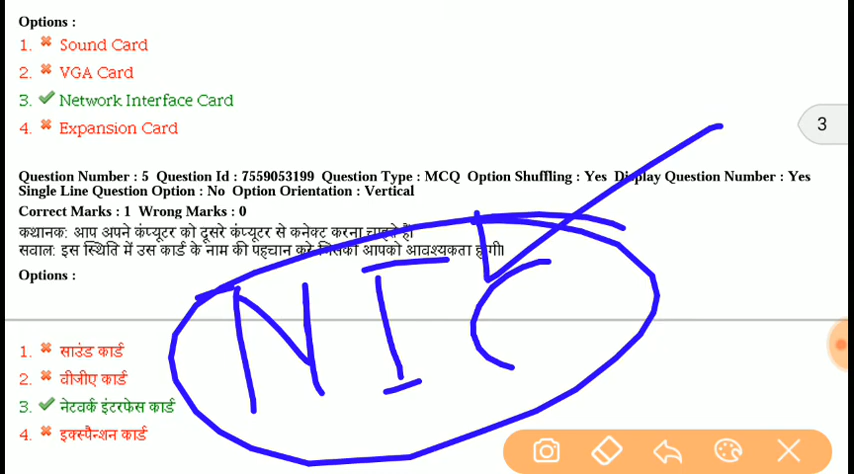 Options :
1. Sound Card
2. VGA Card
3. Network Interface Card
4. Expansion Card
3
Question Number : 5 Question Id : 7559053199 Question Type : MCQ Option Shuffling : Yes Display Question Number : Yes
Single Line Question Option : No Option Orientation : Vertical
Correct Marks : 1 Wrong Marks : 0
कथानक: आप अपने कंप्यूटर को दूसरे कंप्यूटर से कनेक्ट करना चाहते हैं।
सवाल: इस स्थिति में उस कार्ड के नाम की पहचान करें जिसकी आपको आवश्यकता होगी।
Options :
NIC
1. साउंड कार्ड
2. वीजीए कार्ड
3. नेटवर्क इंटरफेस कार्ड
4. इक्स्पैन्शन कार्ड